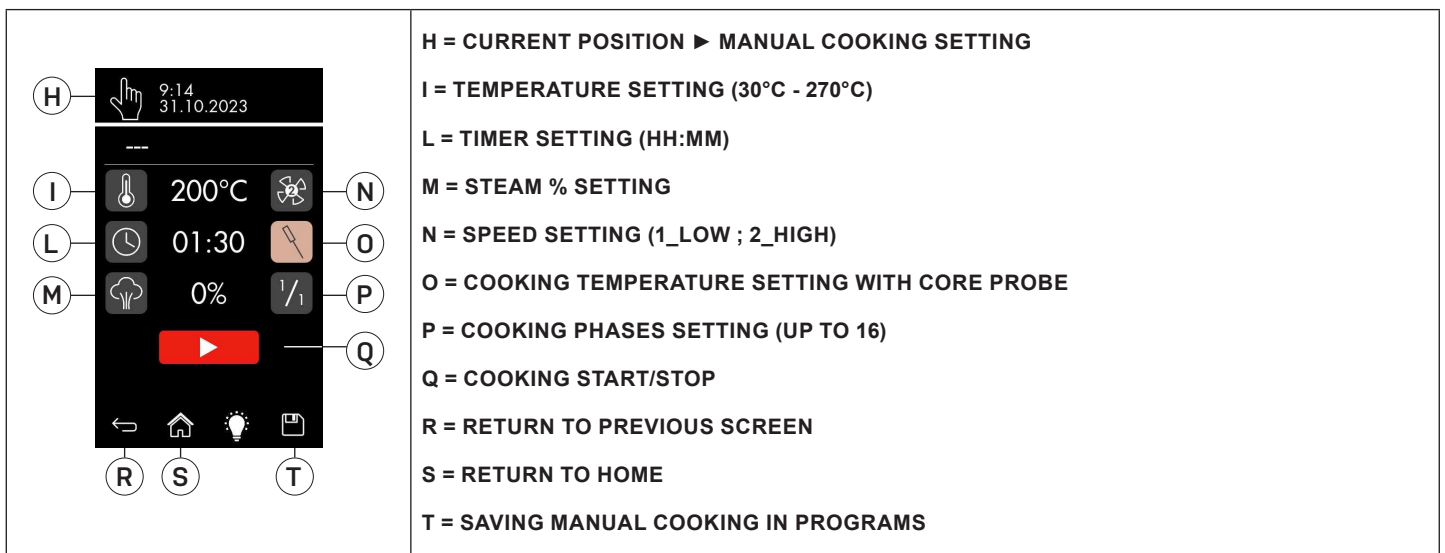 H
9:14
31.10.2023
---
I
200°C
2
N
L
01:30
O
M
0%
1/1
P
Q
R
S
T
H = CURRENT POSITION ► MANUAL COOKING SETTING
I = TEMPERATURE SETTING (30°C - 270°C)
L = TIMER SETTING (HH:MM)
M = STEAM % SETTING
N = SPEED SETTING (1_LOW ; 2_HIGH)
O = COOKING TEMPERATURE SETTING WITH CORE PROBE
P = COOKING PHASES SETTING (UP TO 16)
Q = COOKING START/STOP
R = RETURN TO PREVIOUS SCREEN
S = RETURN TO HOME
T = SAVING MANUAL COOKING IN PROGRAMS